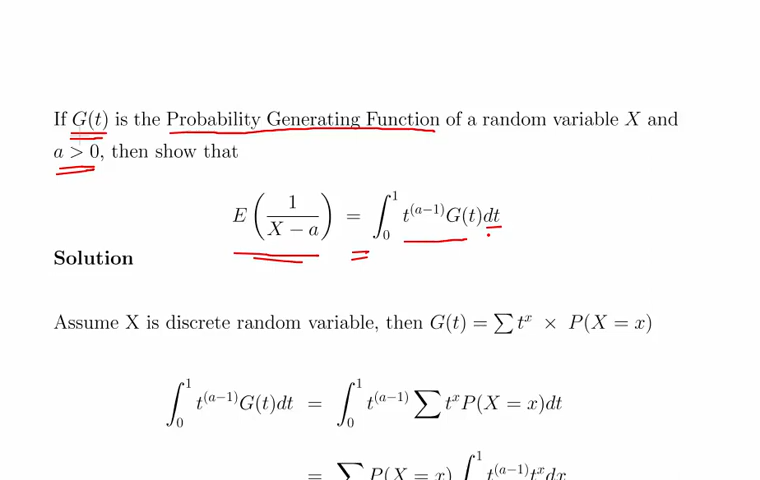 If G(t) is the Probability Generating Function of a random variable X and
a > 0, then show that
E(1/(X − a)) = ∫₀¹ t^(a−1) G(t)dt
Solution
Assume X is discrete random variable, then G(t) = ∑ t^x × P(X = x)
∫₀¹ t^(a−1) G(t)dt = ∫₀¹ t^(a−1) ∑ t^x P(X = x)dt
= ∑ P(X = x) ∫¹ t^(a−1) t^x dx